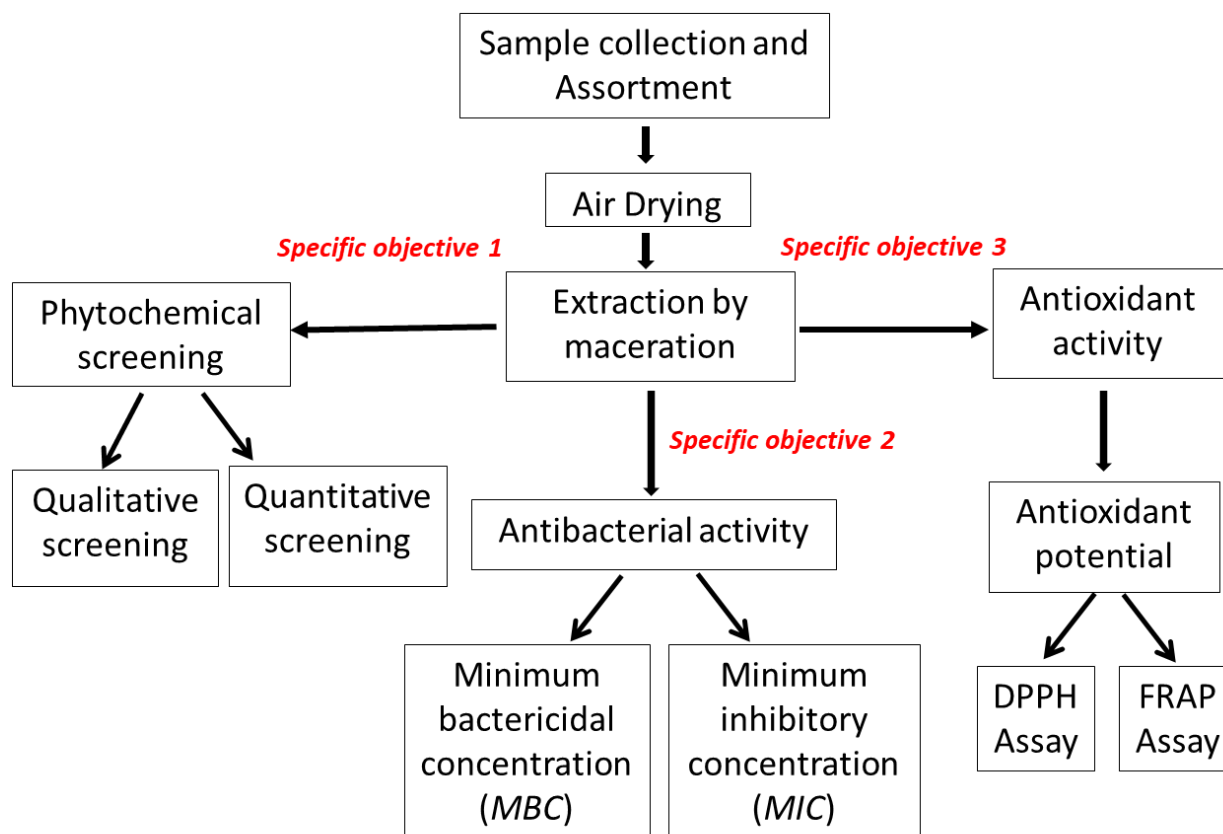 Sample collection and
Assortment
Air Drying
Specific objective 1
Specific objective 3
Phytochemical
screening
Extraction by
maceration
Antioxidant
activity
Specific objective 2
Qualitative
screening
Quantitative
screening
Antibacterial activity
Antioxidant
potential
Minimum
bactericidal
concentration
(MBC)
Minimum
inhibitory
concentration
(MIC)
DPPH
Assay
FRAP
Assay